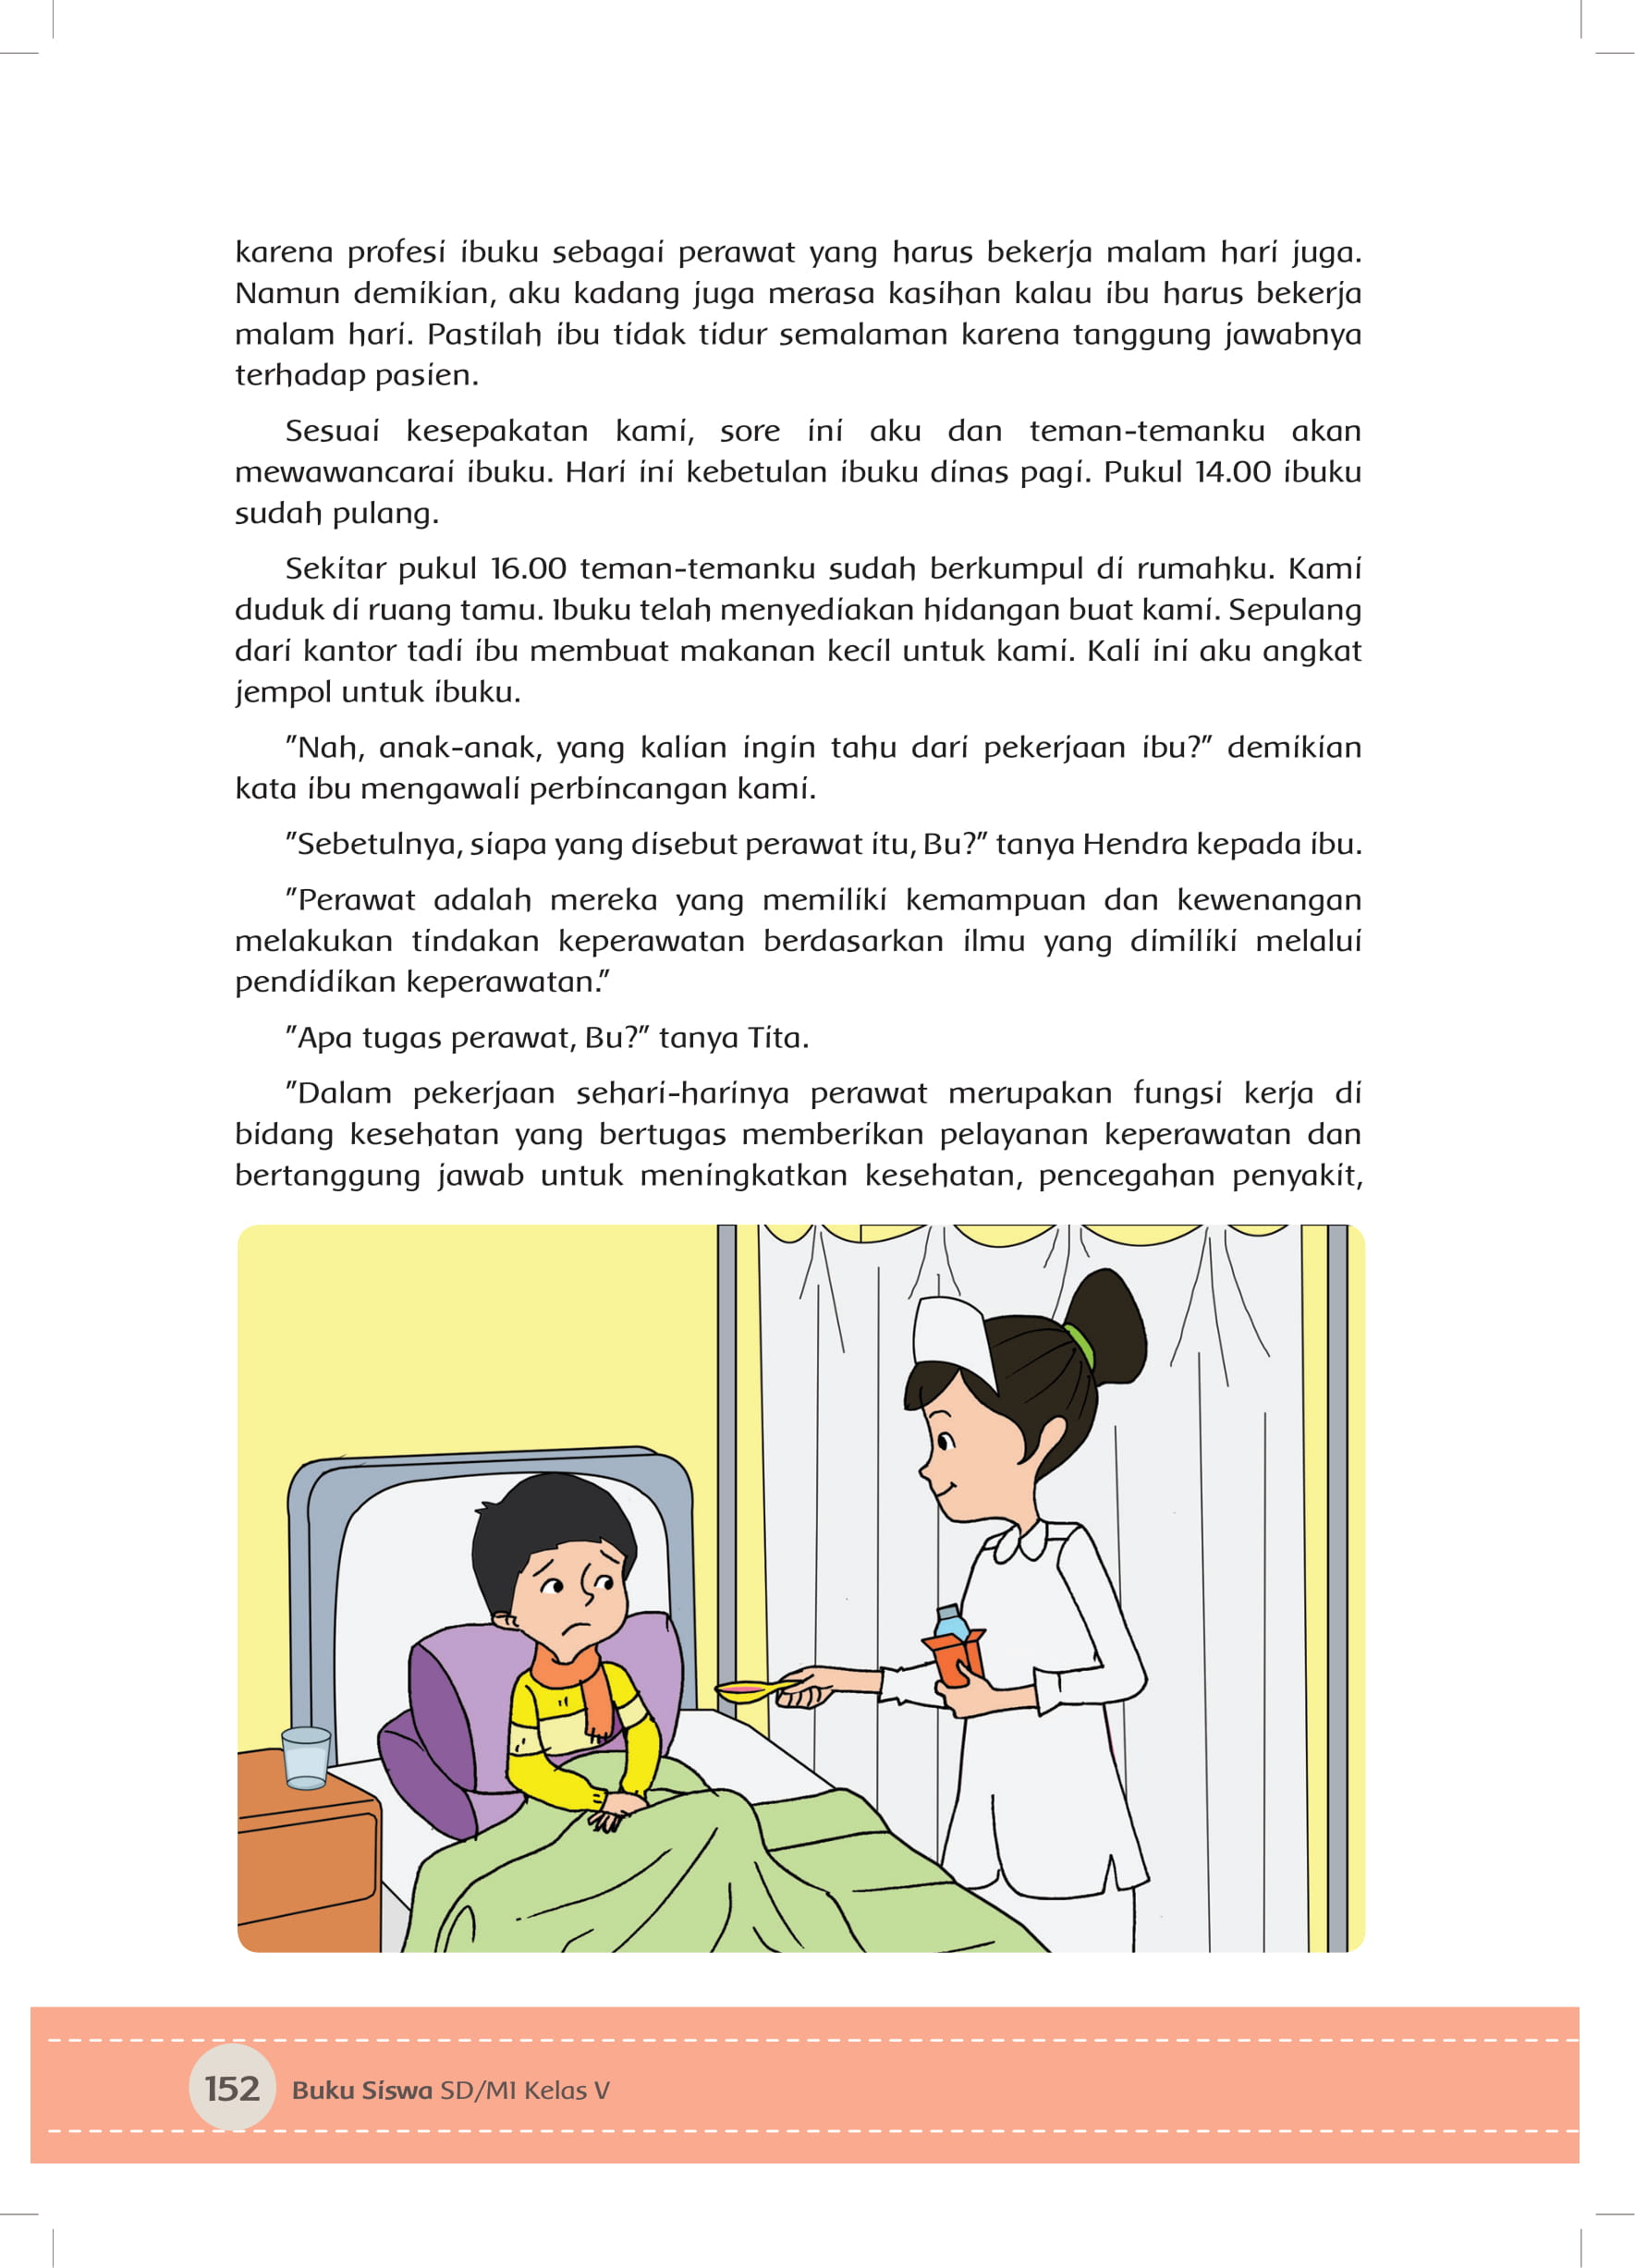 karena profesi ibuku sebagai perawat yang harus bekerja malam hari juga.
Namun demikian, aku kadang juga merasa kasihan kalau ibu harus bekerja
malam hari. Pastilah ibu tidak tidur semalaman karena tanggung jawabnya
terhadap pasien.
Sesuai kesepakatan kami, sore ini aku dan teman-temanku akan
mewawancarai ibuku. Hari ini kebetulan ibuku dinas pagi. Pukul 14.00 ibuku
sudah pulang.
Sekitar pukul 16.00 teman-temanku sudah berkumpul di rumahku. Kami
duduk di ruang tamu. Ibuku telah menyediakan hidangan buat kami. Sepulang
dari kantor tadi ibu membuat makanan kecil untuk kami. Kali ini aku angkat
jempol untuk ibuku.
"Nah, anak-anak, yang kalian ingin tahu dari pekerjaan ibu?" demikian
kata ibu mengawali perbincangan kami.
"Sebetulnya, siapa yang disebut perawat itu, Bu?" tanya Hendra kepada ibu.
"Perawat adalah mereka yang memiliki kemampuan dan kewenangan
melakukan tindakan keperawatan berdasarkan ilmu yang dimiliki melalui
pendidikan keperawatan."
"Apa tugas perawat, Bu?" tanya Tita.
"Dalam pekerjaan sehari-harinya perawat merupakan fungsi kerja di
bidang kesehatan yang bertugas memberikan pelayanan keperawatan dan
bertanggung jawab untuk meningkatkan kesehatan, pencegahan penyakit,
152 Buku Siswa SD/MI Kelas V